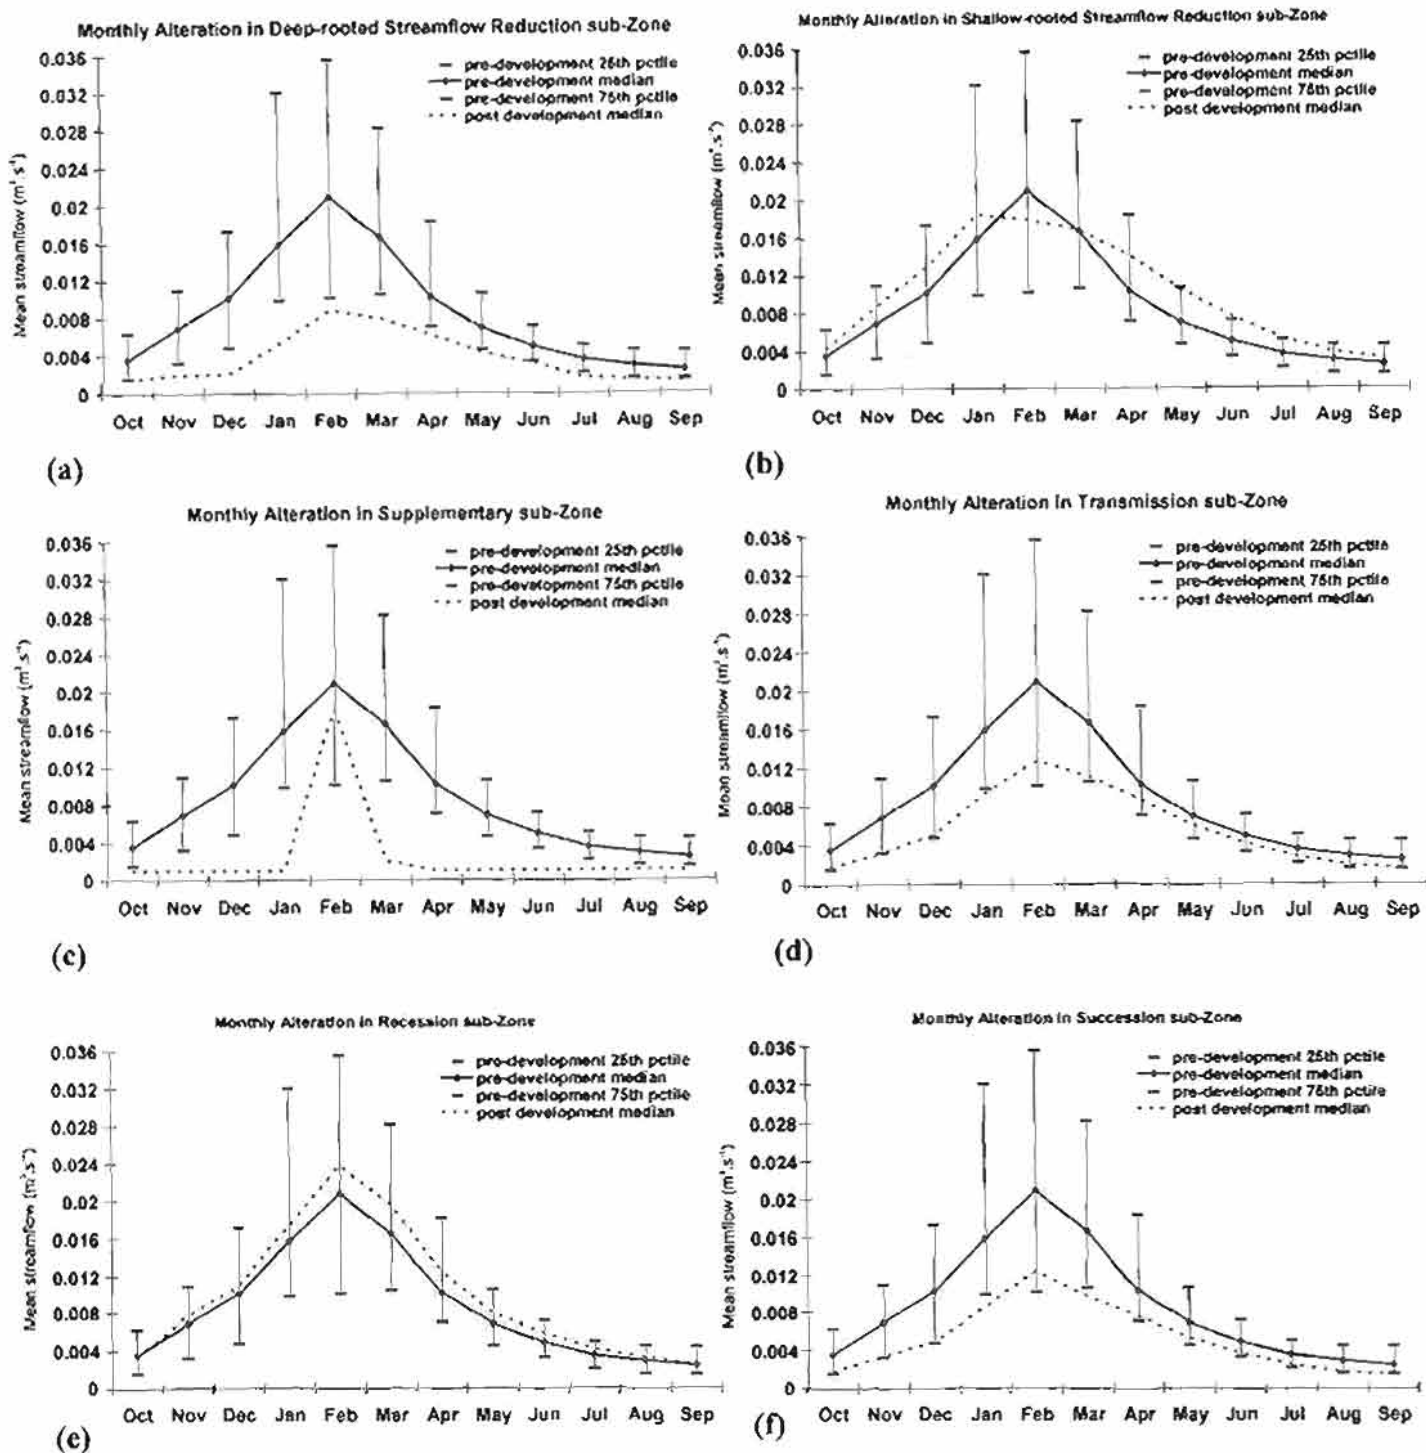 Monthly Alteration in Deep-rooted Streamflow Reduction sub-Zone
0.036
0.032
0.028
0.024
0.02
0.016
0.012
0.008
0.004
0
Mean streamflow (m³.s⁻¹)
pre-development 25th pctile
pre-development median
pre-development 75th pctile
post development median
Oct Nov Dec Jan Feb Mar Apr May Jun Jul Aug Sep
(a)
Monthly Alteration in Shallow-rooted Streamflow Reduction sub-Zone
0.036
0.032
0.028
0.024
0.02
0.016
0.012
0.008
0.004
0
Mean streamflow (m³.s⁻¹)
pre-development 25th pctile
pre-development median
pre-development 75th pctile
post development median
Oct Nov Dec Jan Feb Mar Apr May Jun Jul Aug Sep
(b)
Monthly Alteration in Supplementary sub-Zone
0.036
0.032
0.028
0.024
0.02
0.016
0.012
0.008
0.004
0
Mean streamflow (m³.s⁻¹)
pre-development 25th pctile
pre-development median
pre-development 75th pctile
post development median
Oct Nov Dec Jan Feb Mar Apr May Jun Jul Aug Sep
(c)
Monthly Alteration in Transmission sub-Zone
0.036
0.032
0.028
0.024
0.02
0.016
0.012
0.008
0.004
0
Mean streamflow (m³.s⁻¹)
pre-development 25th pctile
pre-development median
pre-development 75th pctile
post development median
Oct Nov Dec Jan Feb Mar Apr May Jun Jul Aug Sep
(d)
Monthly Alteration in Recession sub-Zone
0.036
0.032
0.028
0.024
0.02
0.016
0.012
0.008
0.004
0
Mean streamflow (m³.s⁻¹)
pre-development 25th pctile
pre-development median
pre-development 75th pctile
post development median
Oct Nov Dec Jan Feb Mar Apr May Jun Jul Aug Sep
(e)
Monthly Alteration in Succession sub-Zone
0.036
0.032
0.028
0.024
0.02
0.016
0.012
0.008
0.004
0
Mean streamflow (m³.s⁻¹)
pre-development 25th pctile
pre-development median
pre-development 75th pctile
post development median
Oct Nov Dec Jan Feb Mar Apr May Jun Jul Aug Sep
(f)